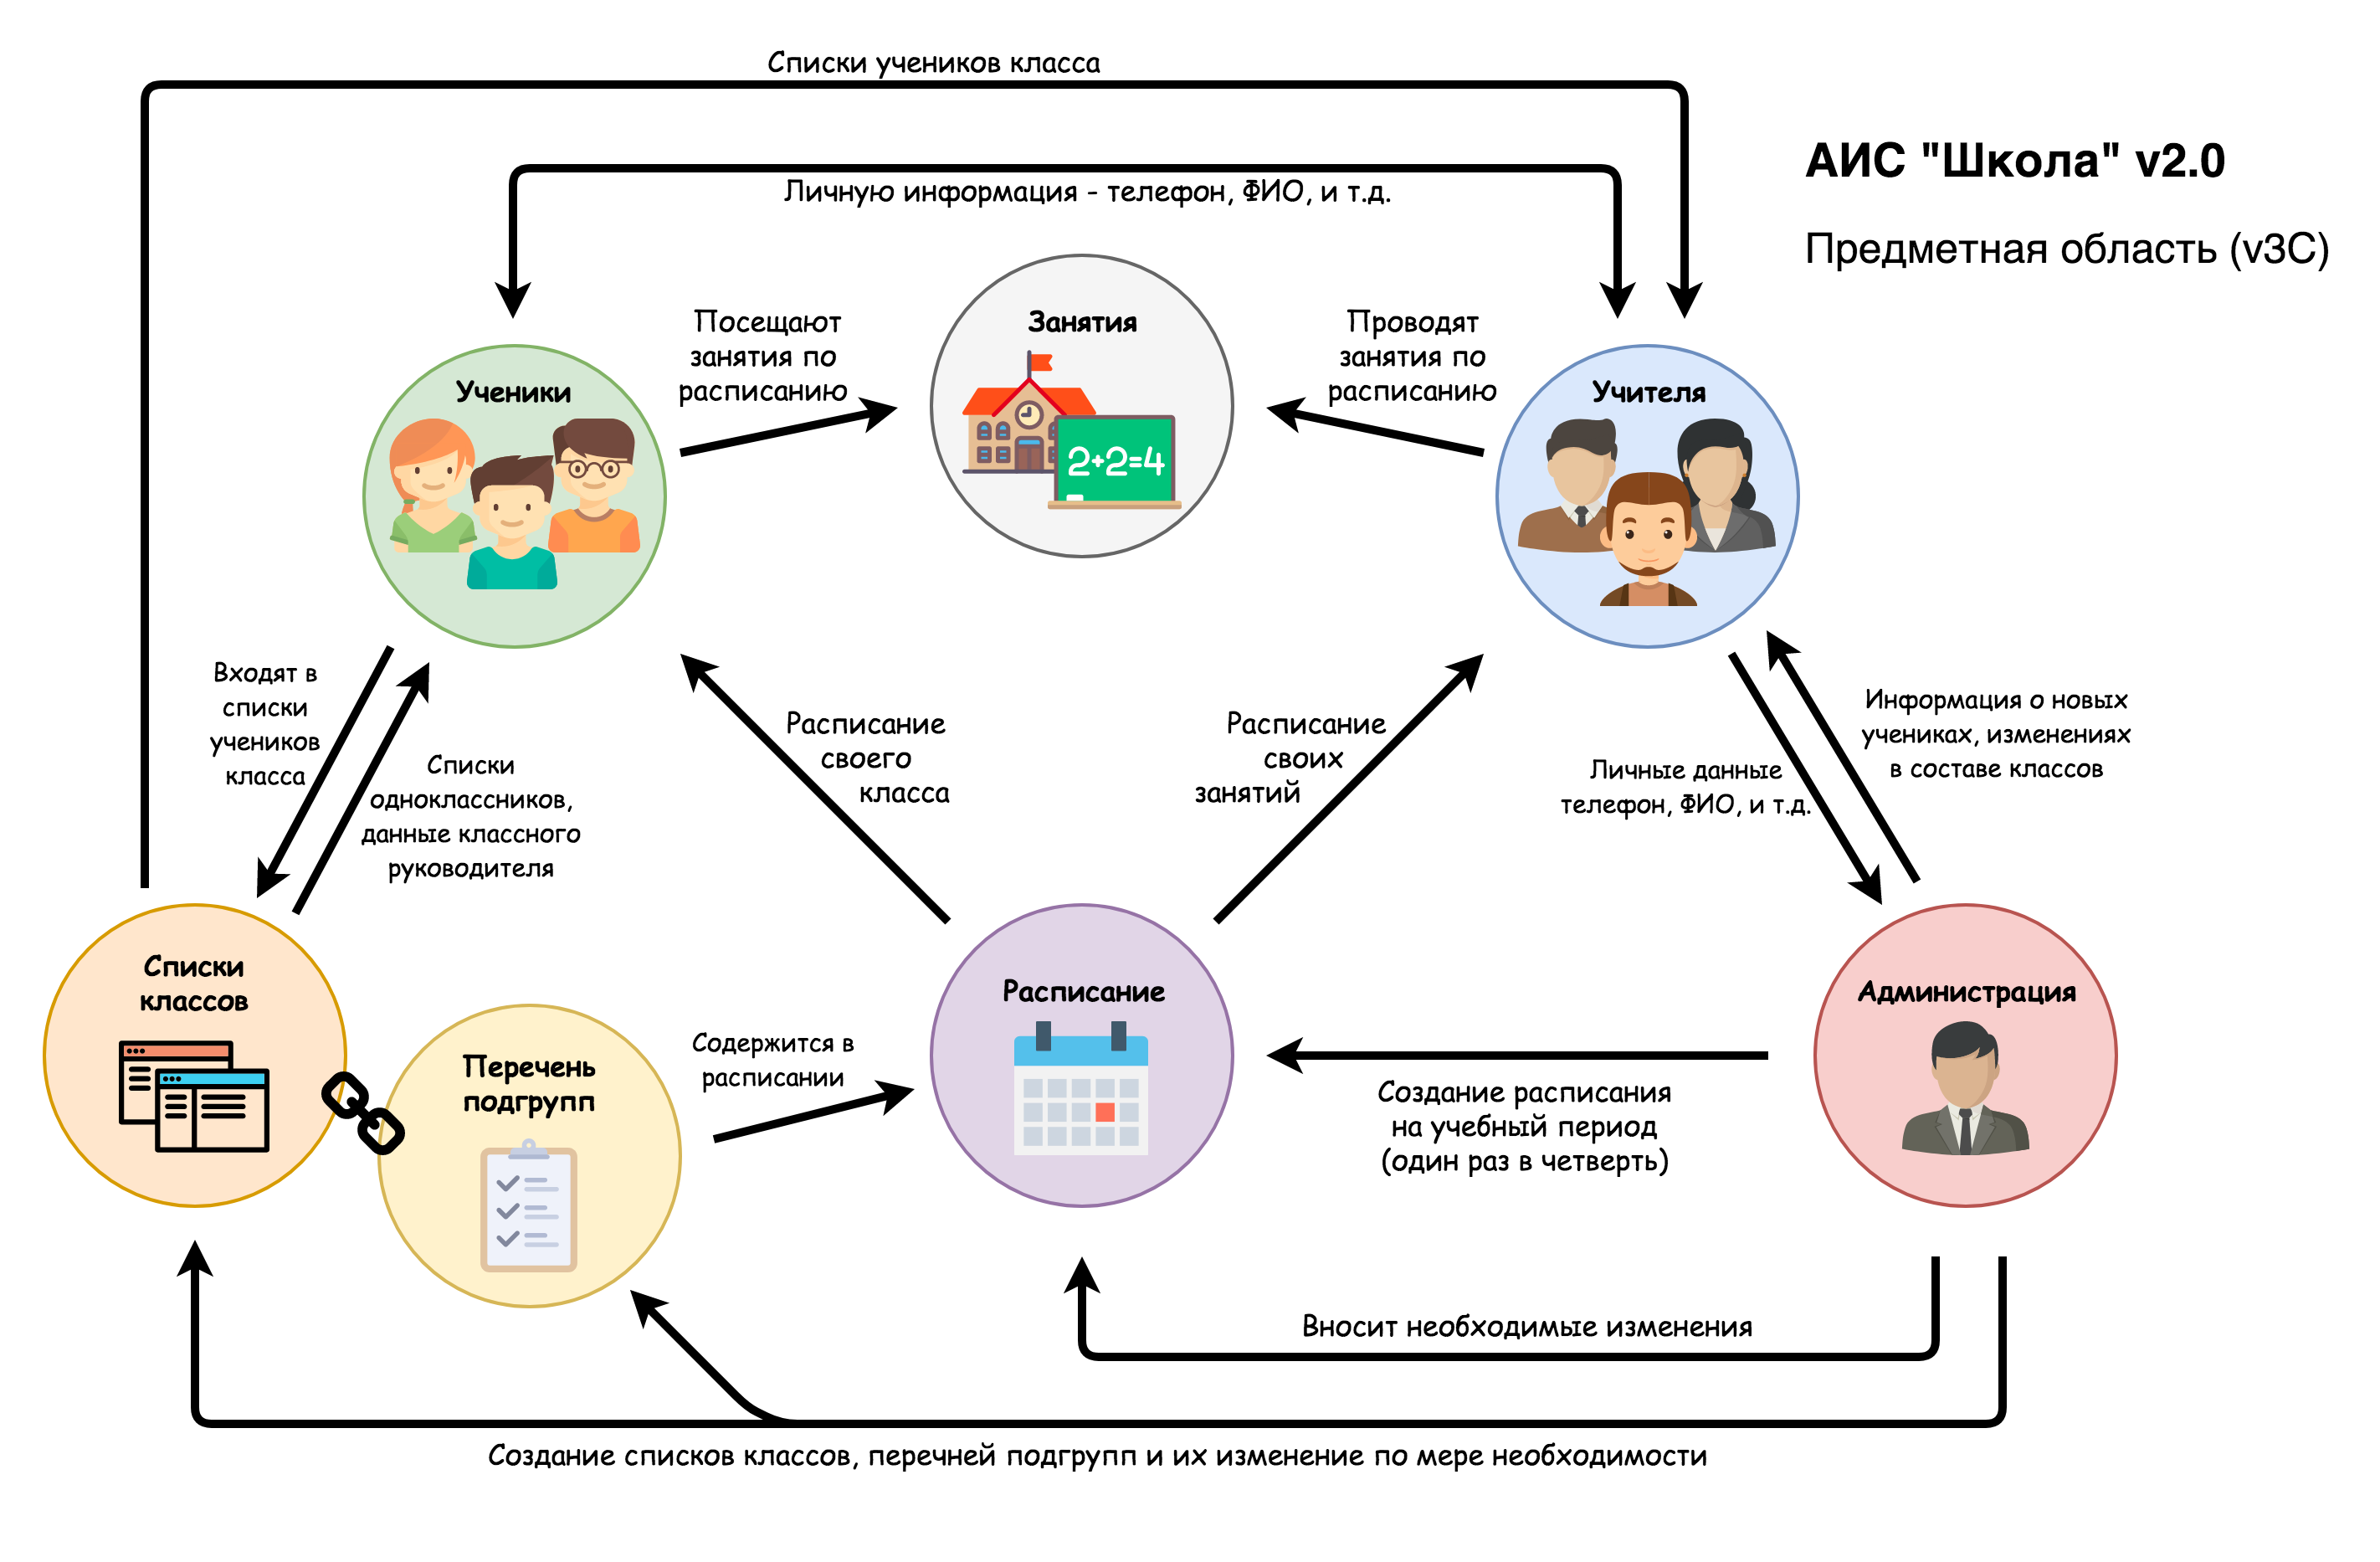 Списки учеников класса
АИС "Школа" v2.0
Личную информация - телефон, ФИО, и т.д.
Предметная область (v3C)
Посещают
занятия по
расписанию
Занятия
2+2=4
Проводят
занятия по
расписанию
Ученики
Учителя
Входят в
списки
учеников
класса
Списки
одноклассников,
данные классного
руководителя
Расписание
своего
класса
Расписание
своих
занятий
Личные данные
телефон, ФИО, и т.д.
Информация о новых
учениках, изменениях
в составе классов
Списки
классов
Перечень
подгрупп
Содержится в
расписании
Расписание
Создание расписания
на учебный период
(один раз в четверть)
Администрация
Вносит необходимые изменения
Создание списков классов, перечней подгрупп и их изменение по мере необходимости